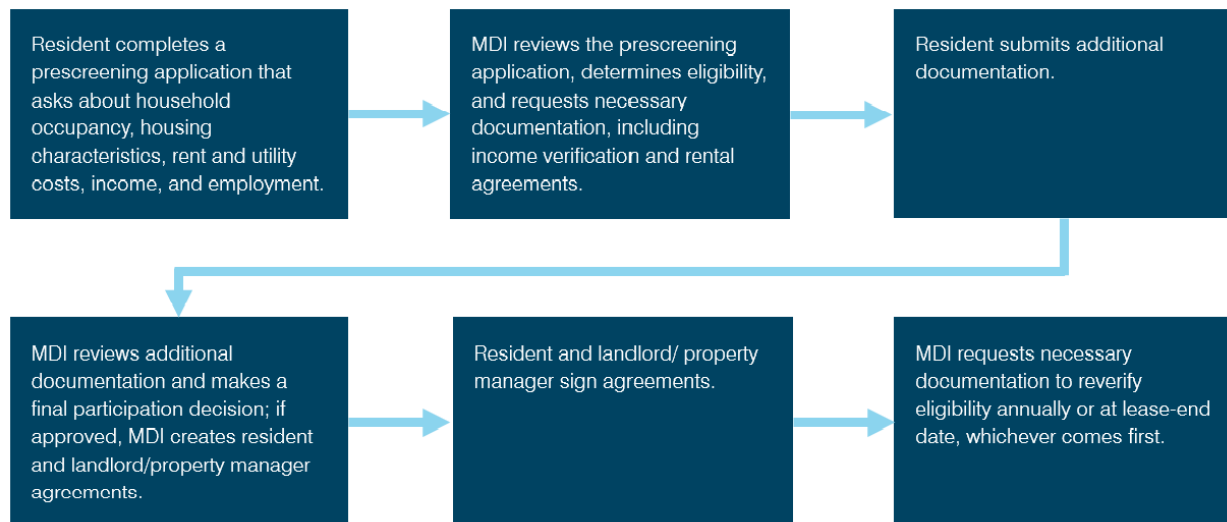 Resident completes a
prescreening application that
asks about household
occupancy, housing
characteristics, rent and utility
costs, income, and employment.
MDI reviews the prescreening
application, determines eligibility,
and requests necessary
documentation, including
income verification and rental
agreements.
Resident submits additional
documentation.
MDI reviews additional
documentation and makes a
final participation decision; if
approved, MDI creates resident
and landlord/property manager
agreements.
Resident and landlord/ property
manager sign agreements.
MDI requests necessary
documentation to reverify
eligibility annually or at lease-end
date, whichever comes first.